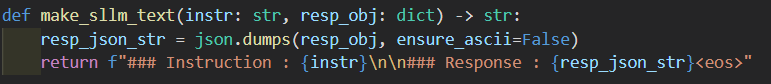 def make_sllm_text(instr: str, resp_obj: dict) -> str:
    resp_json_str = json.dumps(resp_obj, ensure_ascii=False)
    return f"### Instruction : {instr}\n\n### Response : {resp_json_str}<eos>"